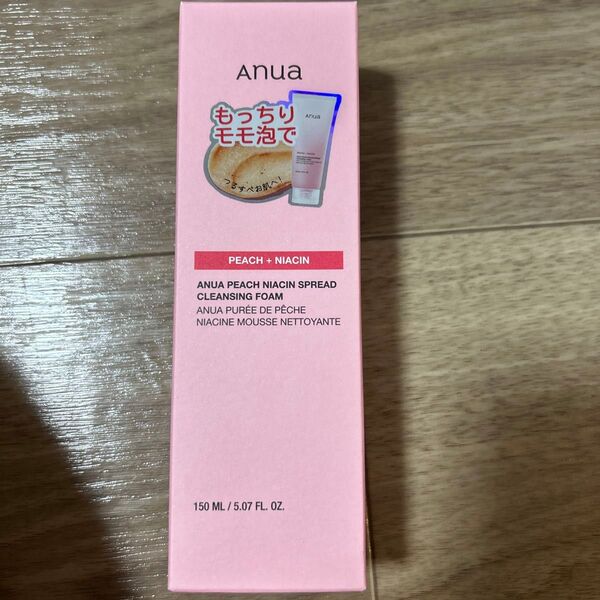 Anua
もっちり
モモ泡で
Anua
つるすべお肌へ!
PEACH + NIACIN
ANUA PEACH NIACIN SPREAD
CLEANSING FOAM
ANUA PURÉE DE PÊCHE
NIACINE MOUSSE NETTOYANTE
150 ML / 5.07 FL. OZ.